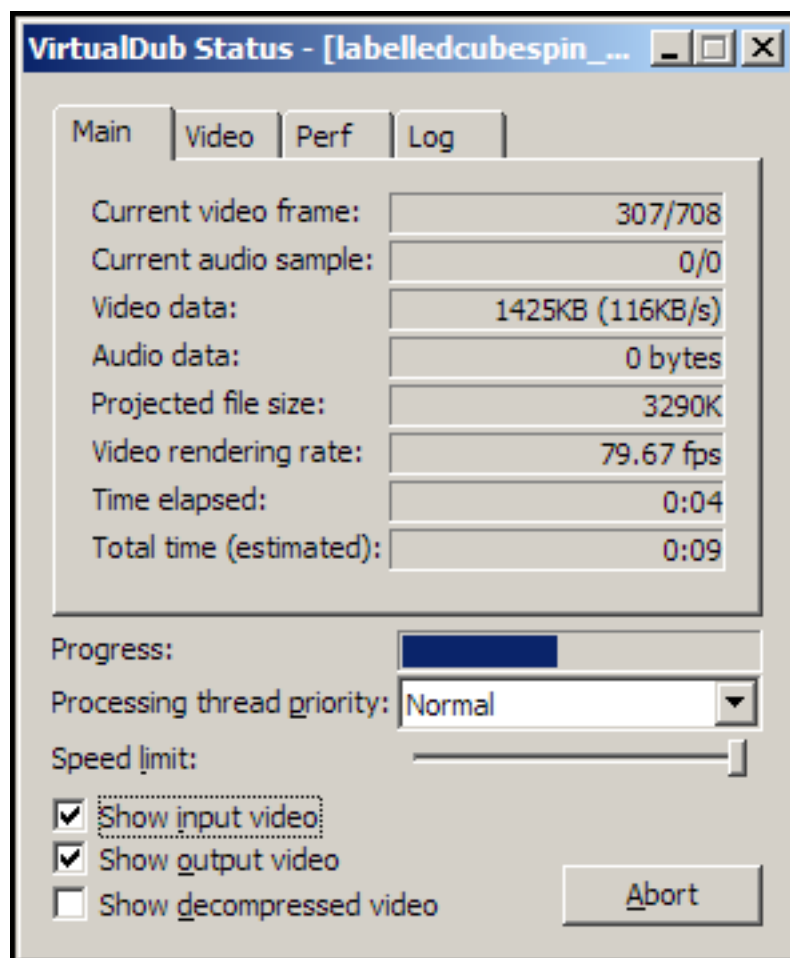 VirtualDub Status - [labelledcubespin_...
Main Video Perf Log
Current video frame: 307/708
Current audio sample: 0/0
Video data: 1425KB (116KB/s)
Audio data: 0 bytes
Projected file size: 3290K
Video rendering rate: 79.67 fps
Time elapsed: 0:04
Total time (estimated): 0:09
Progress:
Processing thread priority: Normal
Speed limit:
Show input video
Show output video
Show decompressed video
Abort